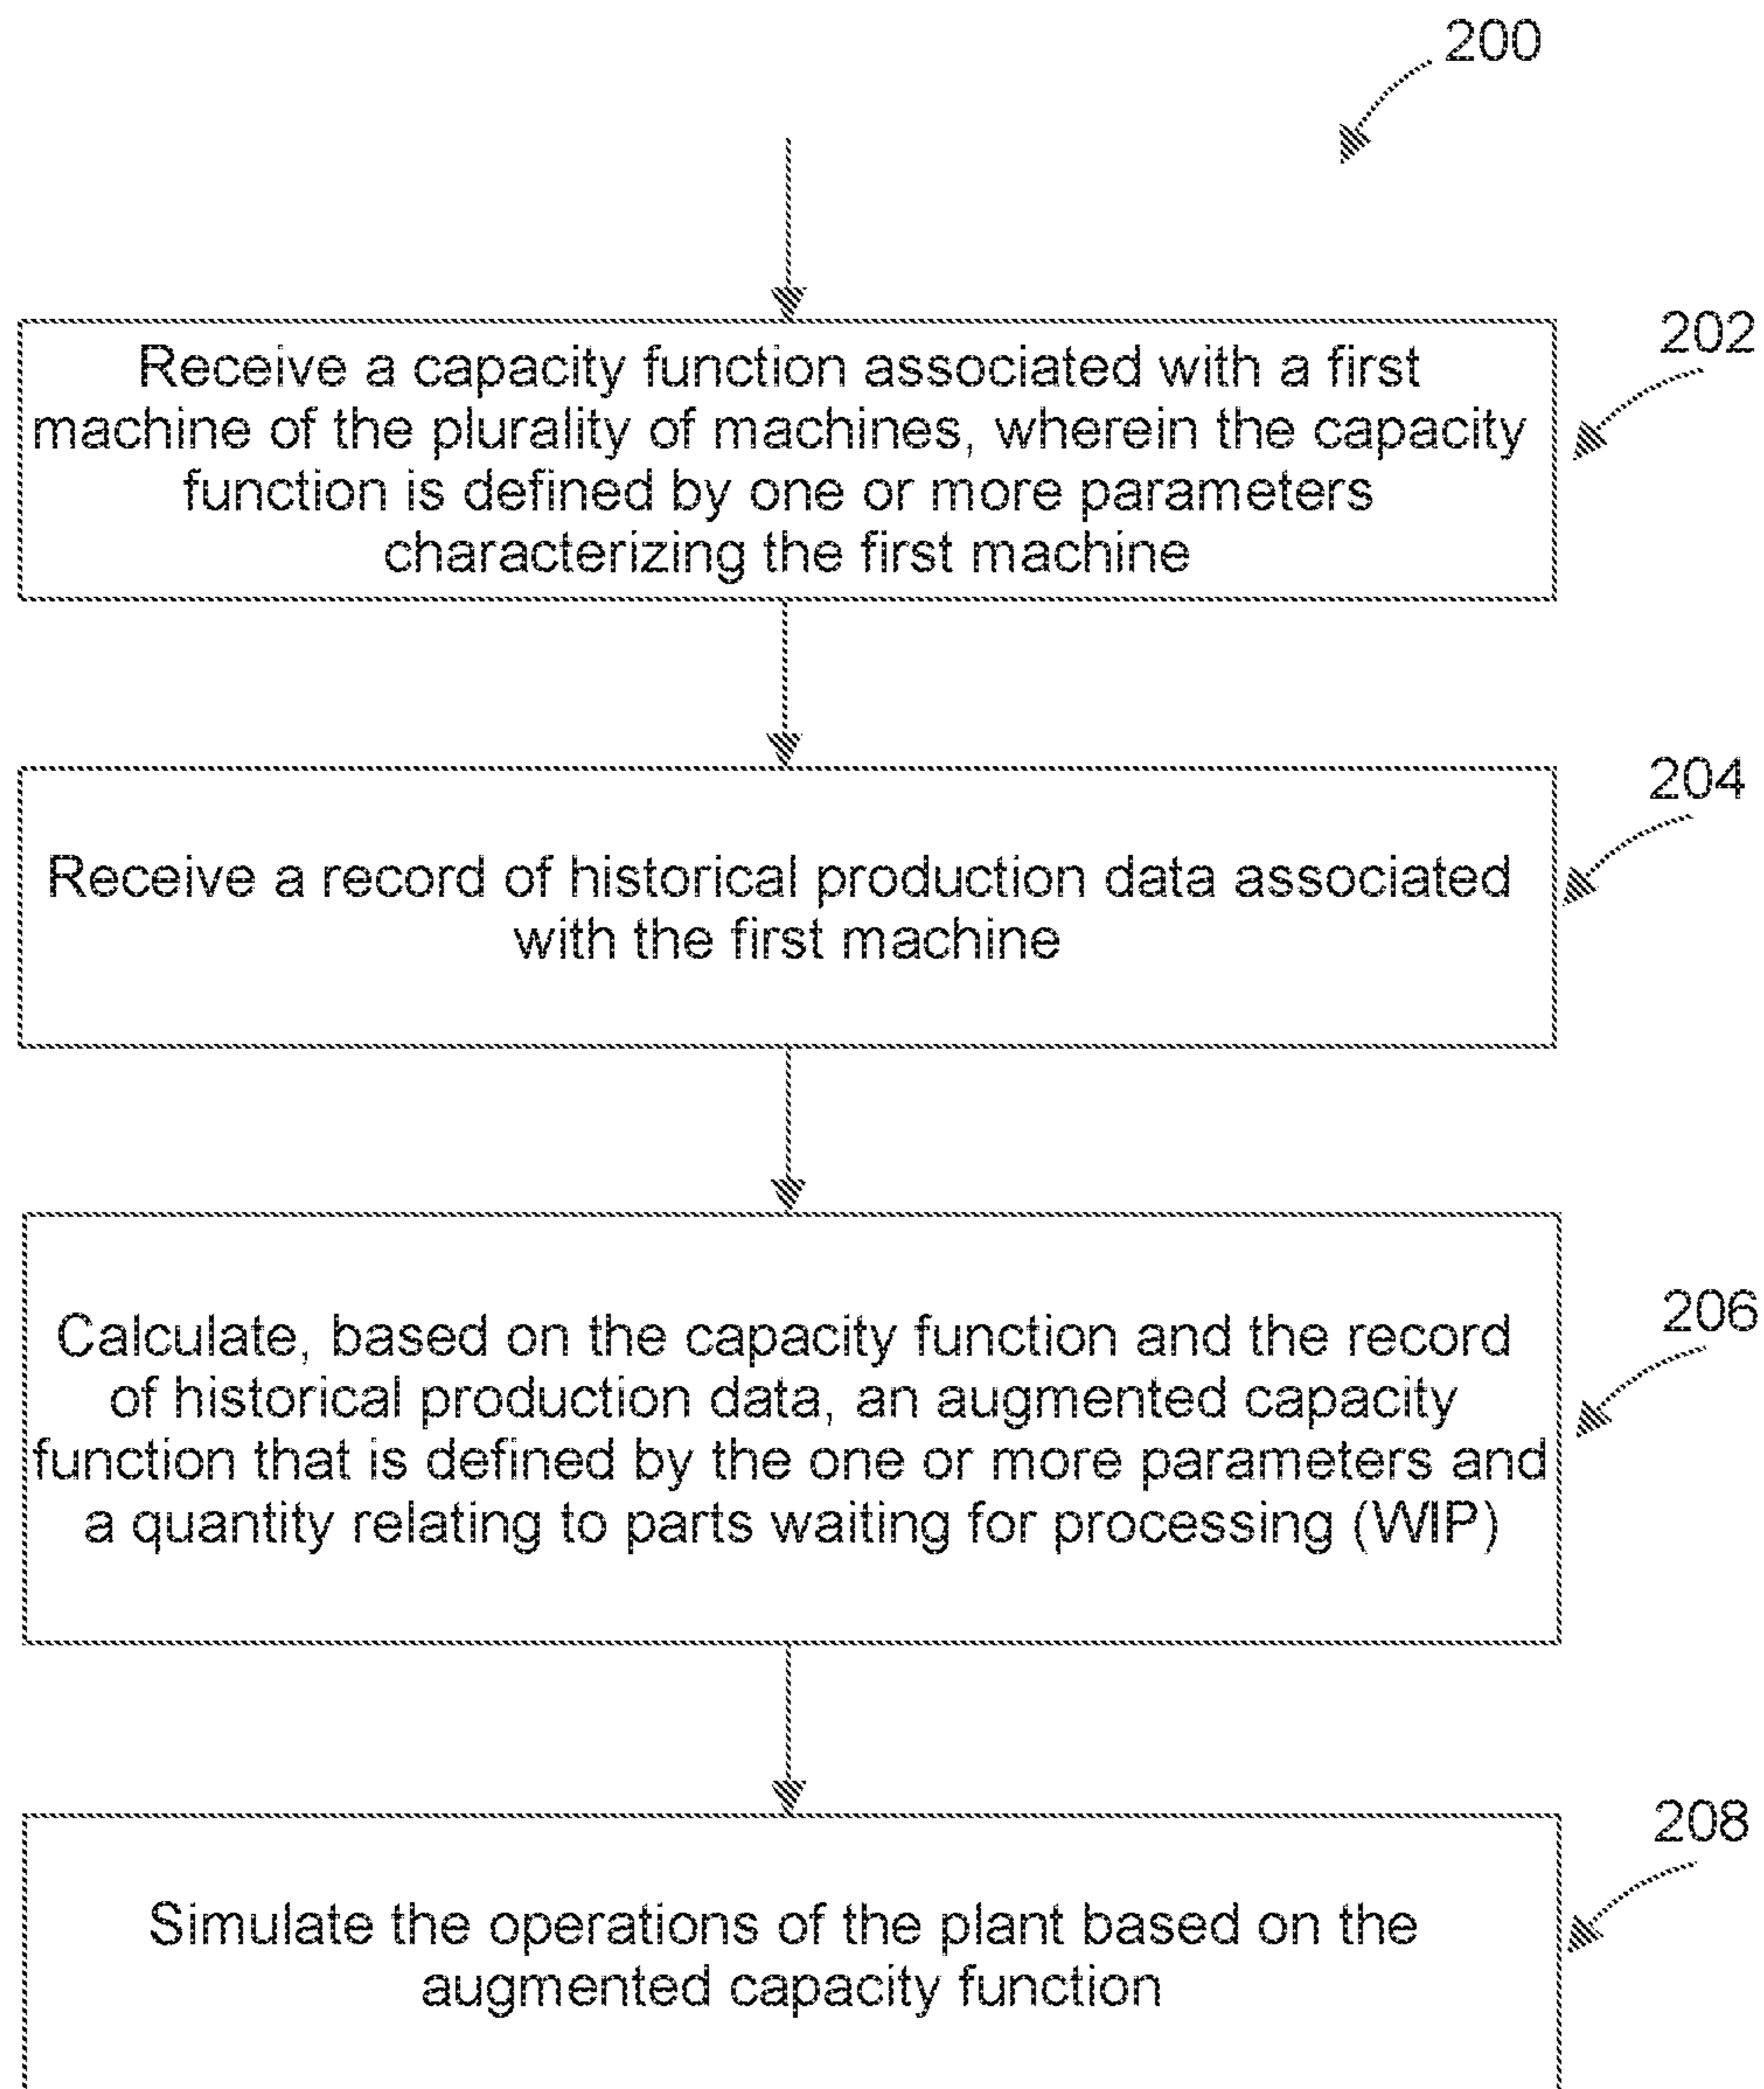 200
202
Receive a capacity function associated with a first
machine of the plurality of machines, wherein the capacity
function is defined by one or more parameters
characterizing the first machine
204
Receive a record of historical production data associated
with the first machine
206
Calculate, based on the capacity function and the record
of historical production data, an augmented capacity
function that is defined by the one or more parameters and
a quantity relating to parts waiting for processing (WIP)
208
Simulate the operations of the plant based on the
augmented capacity function